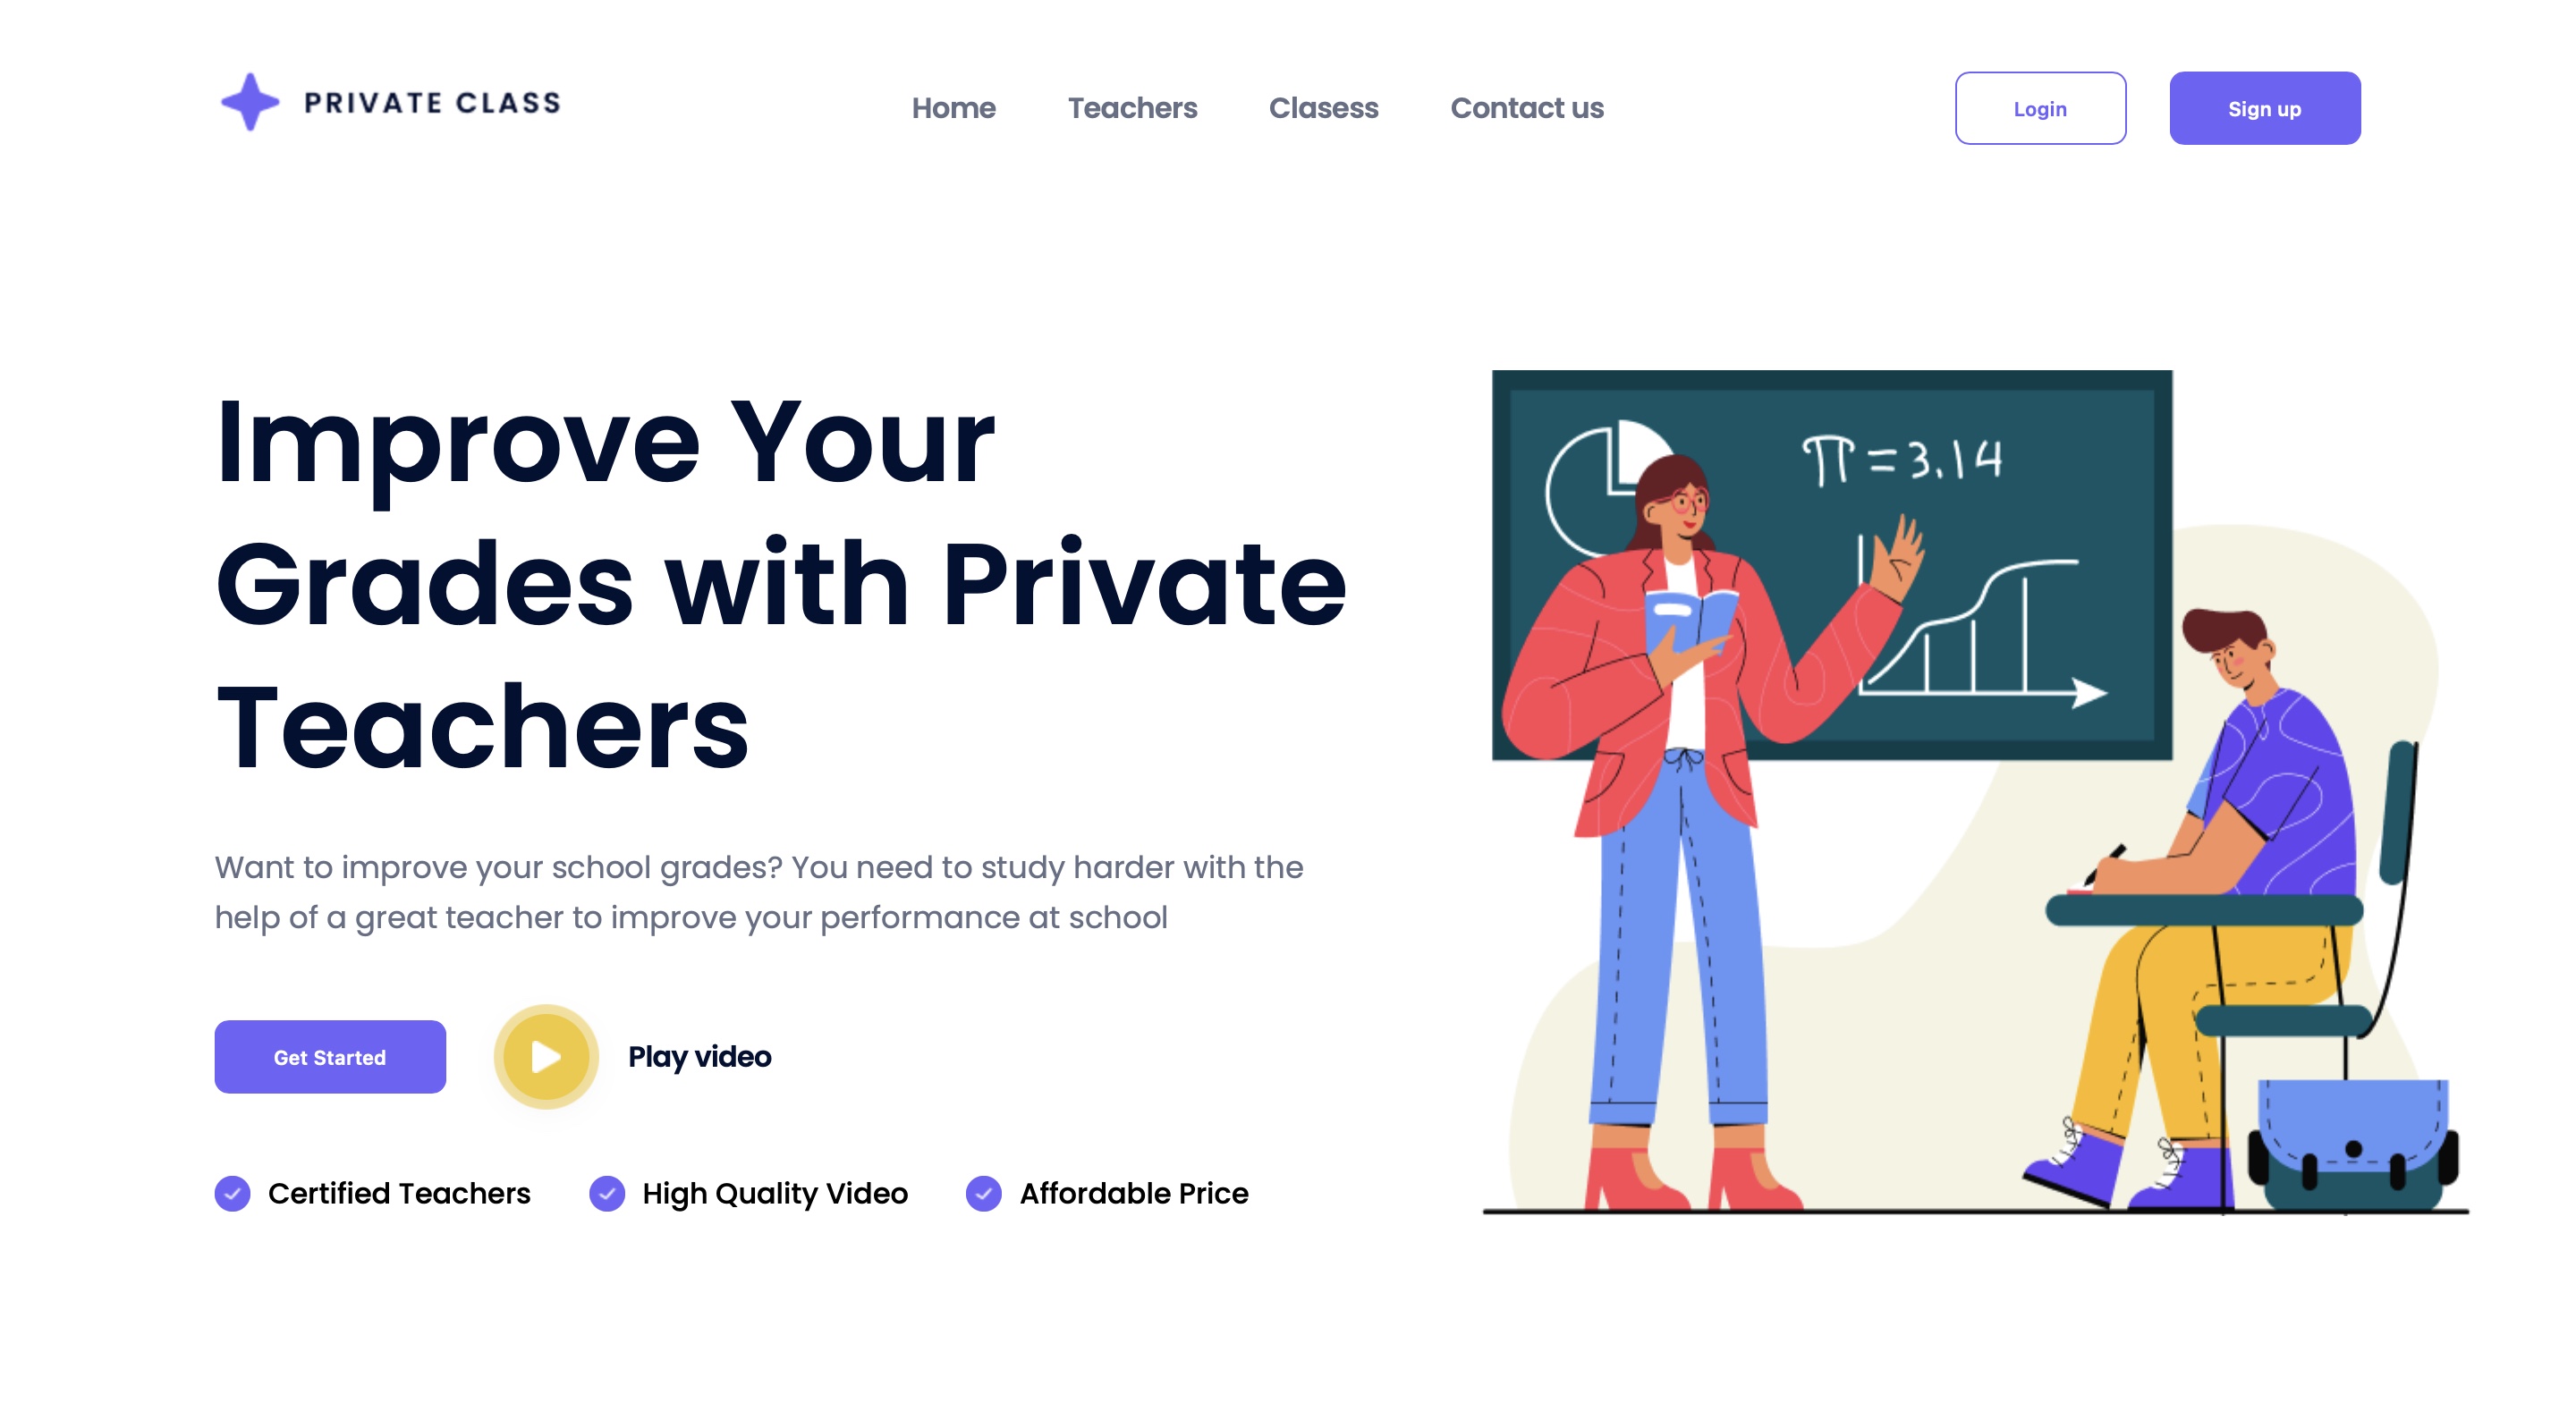 PRIVATE CLASS
Home
Teachers
Clasess
Contact us
Login
Sign up
Improve Your
Grades with Private
Teachers
π = 3.14
Want to improve your school grades? You need to study harder with the
help of a great teacher to improve your performance at school
Get Started
Play video
Certified Teachers
High Quality Video
Affordable Price